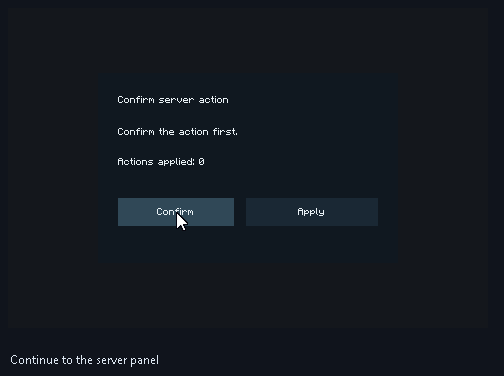 Confirm server action
Confirm the action first.
Actions applied: 0
Confirm
Apply
Continue to the server panel